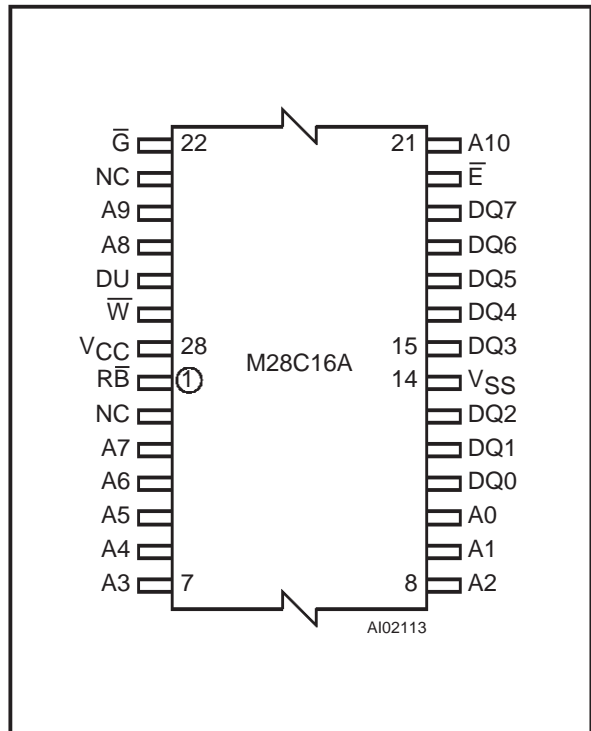 G̅ 22 21 A10
NC E̅
A9 DQ7
A8 DQ6
DU DQ5
W̅ DQ4
VCC 28 15 DQ3
M28C16A
RB̅ 1 14 VSS
NC DQ2
A7 DQ1
A6 DQ0
A5 A0
A4 A1
A3 7 8 A2
AI02113